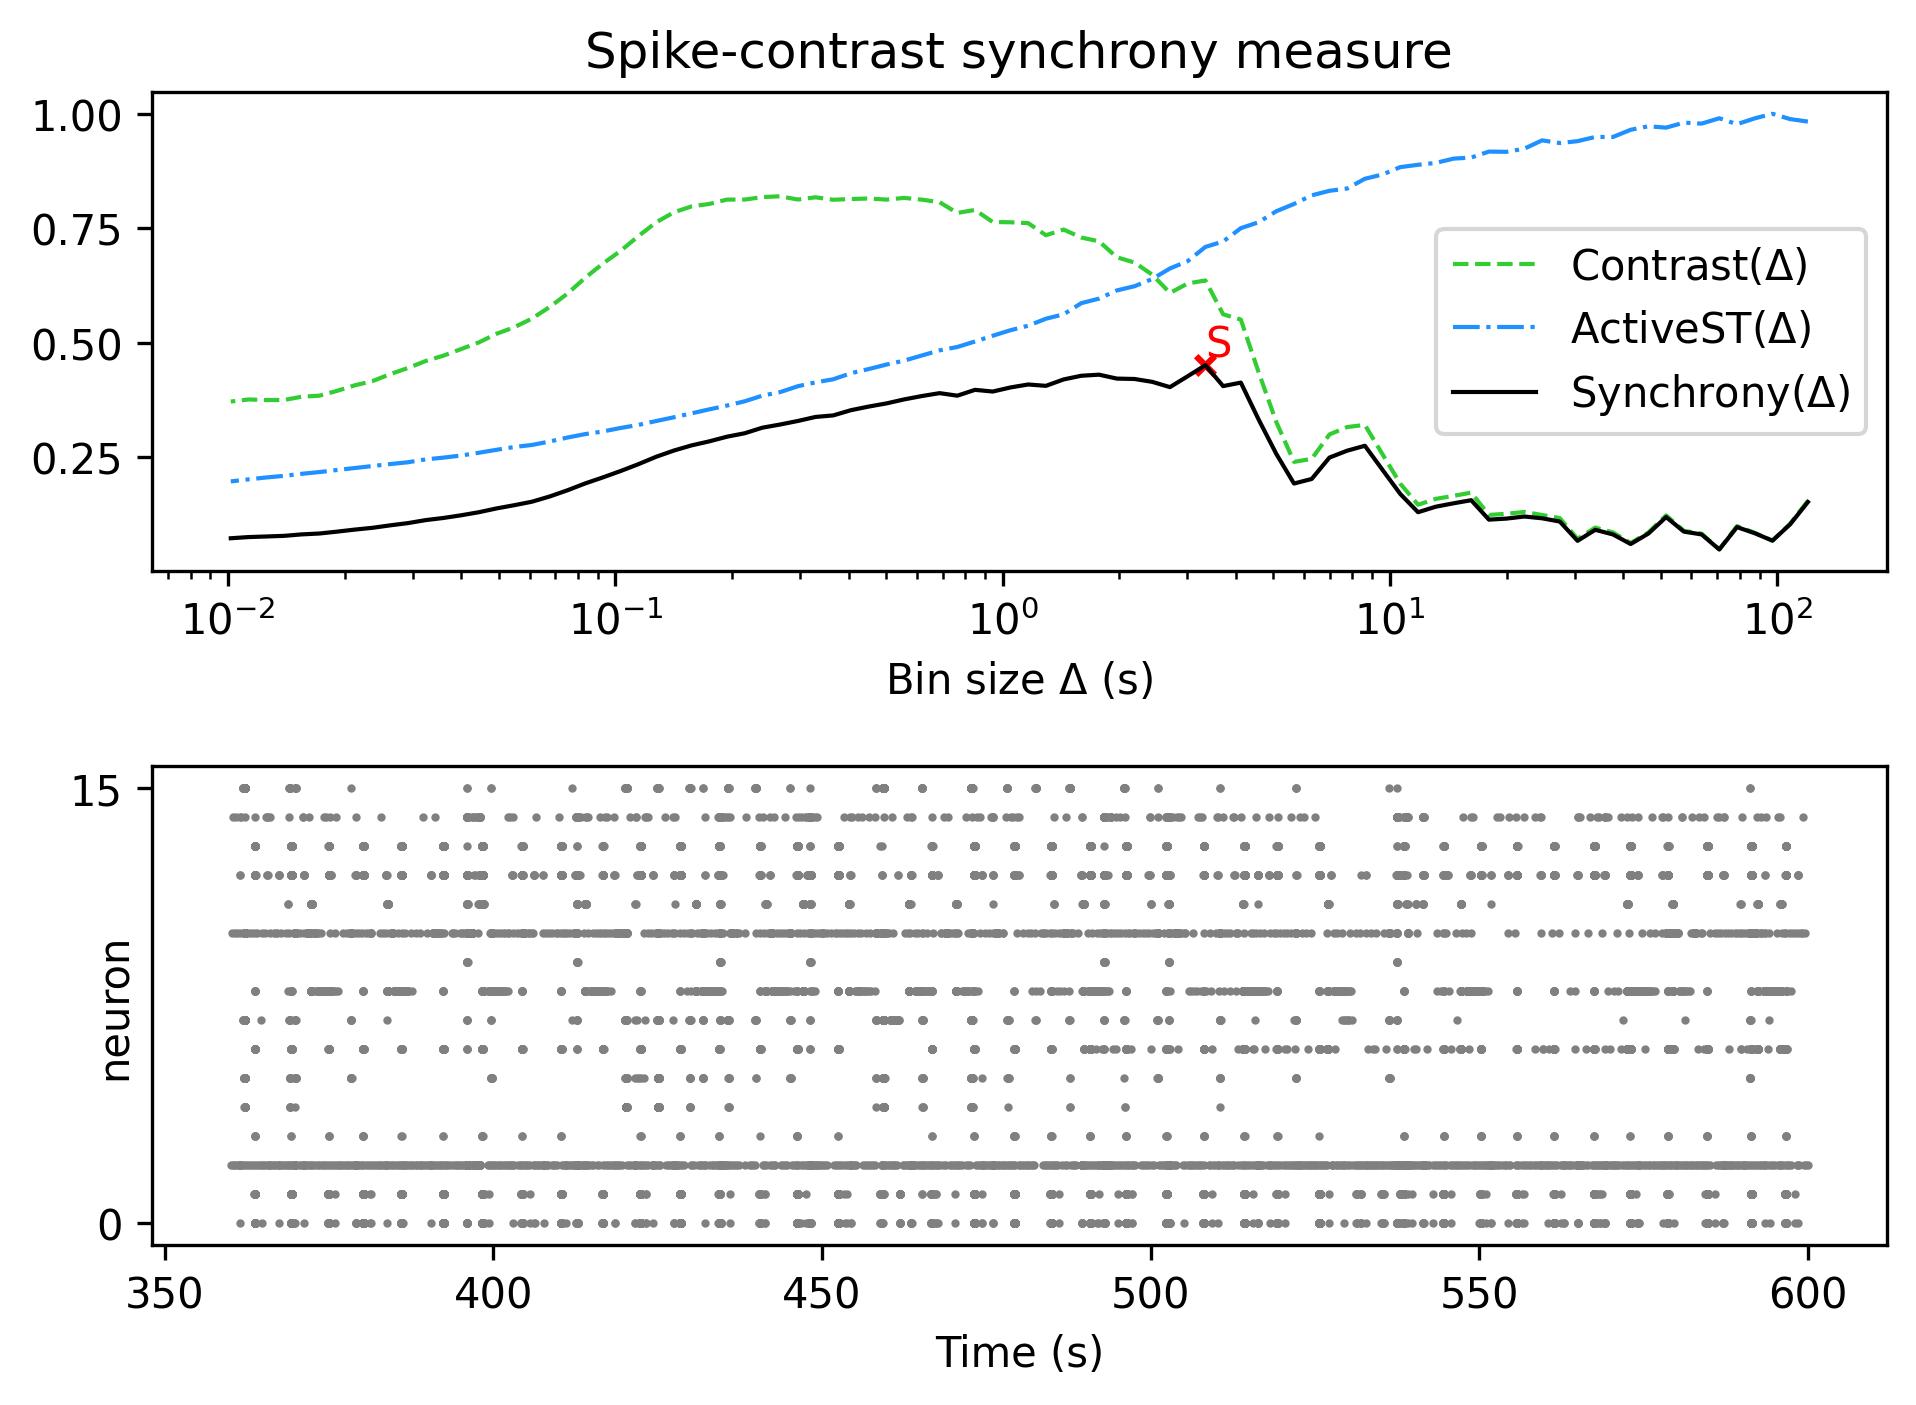 Spike-contrast synchrony measure
1.00
0.75
0.50
0.25
S
Contrast(Δ)
ActiveST(Δ)
Synchrony(Δ)
10⁻² 10⁻¹ 10⁰ 10¹ 10²
Bin size Δ (s)
15
neuron
0
350 400 450 500 550 600
Time (s)